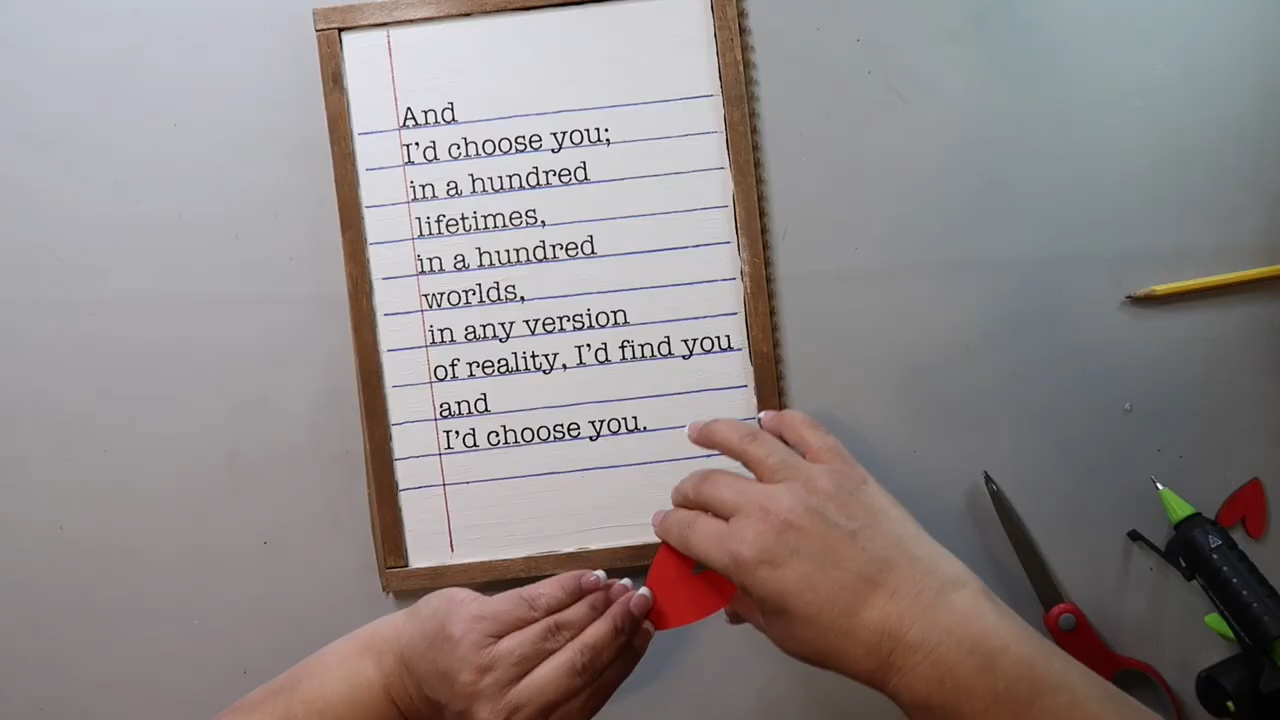 And
I'd choose you;
in a hundred
lifetimes,
in a hundred
worlds,
in any version
of reality, I'd find you
and
I'd choose you.